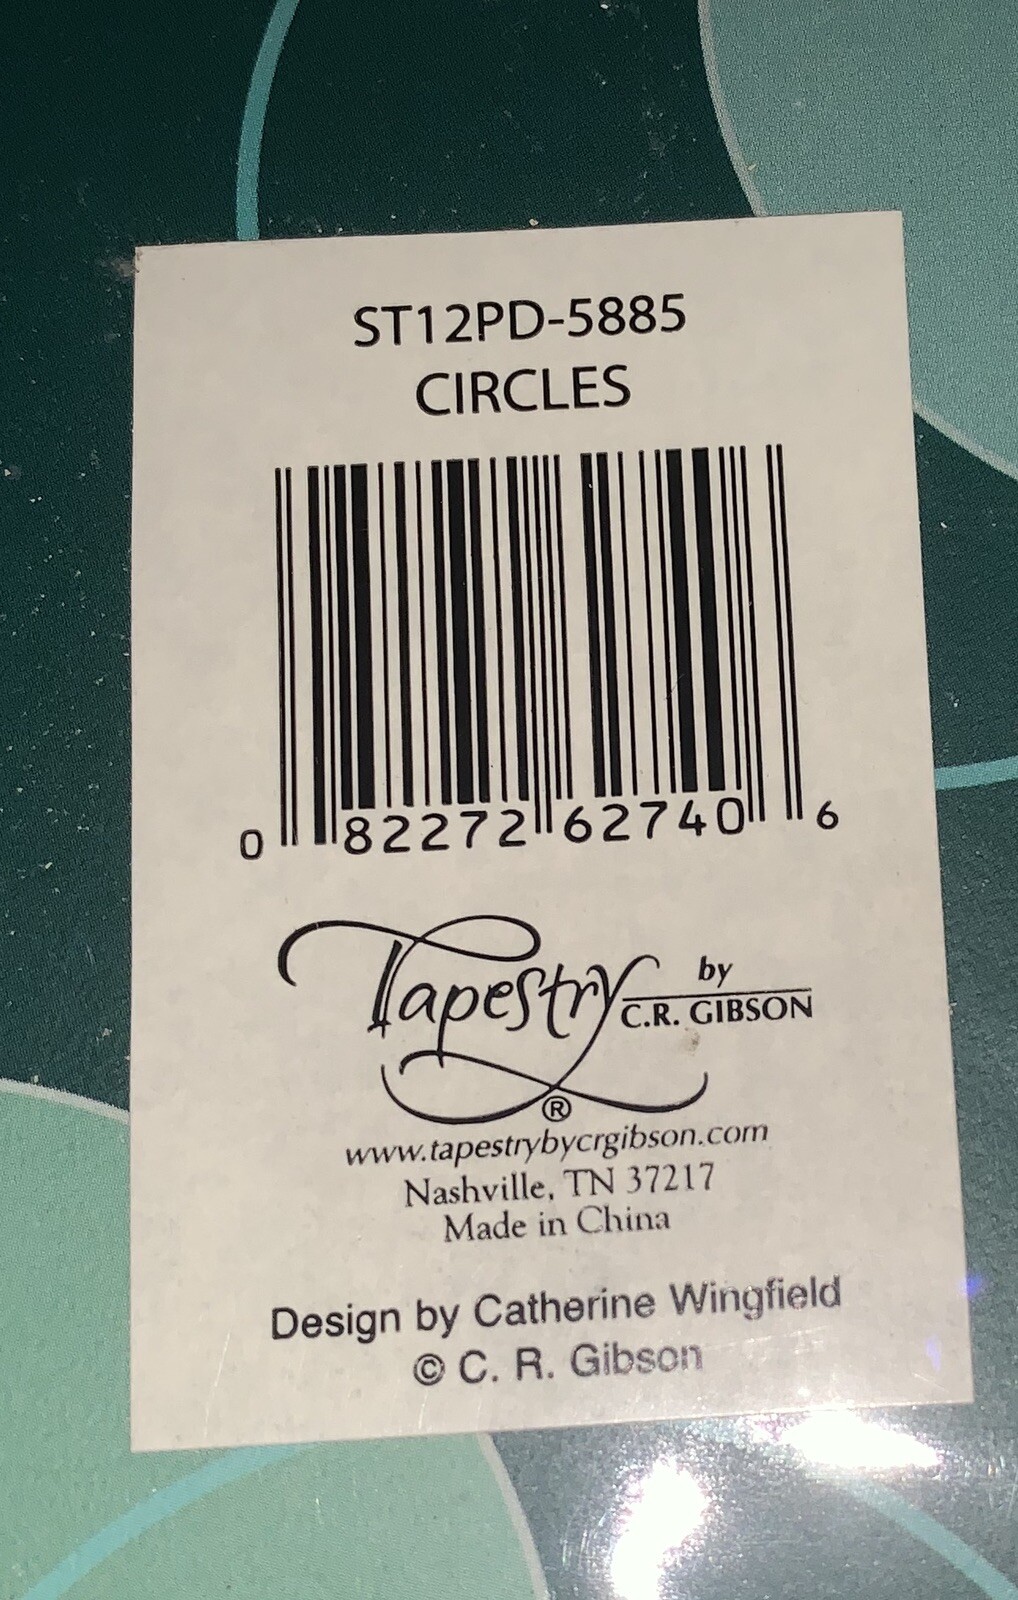 ST12PD-5885
CIRCLES
0 82272 62740 6
Tapestry by
C.R. GIBSON
®
www.tapestrybycrgibson.com
Nashville, TN 37217
Made in China
Design by Catherine Wingfield
© C. R. Gibson